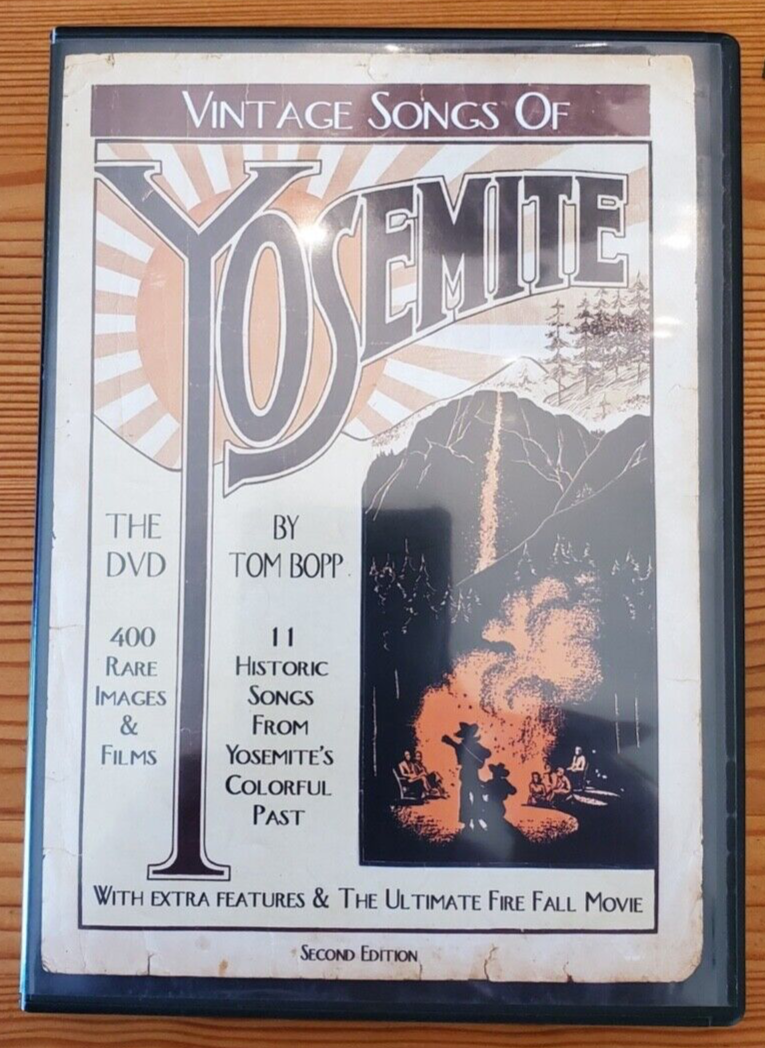 VINTAGE SONGS OF
YOSEMITE
THE
DVD
BY
TOM BOPP
400
RARE
IMAGES
&
FILMS
11
HISTORIC
SONGS
FROM
YOSEMITE'S
COLORFUL
PAST
WITH EXTRA FEATURES & THE ULTIMATE FIRE FALL MOVIE
SECOND EDITION